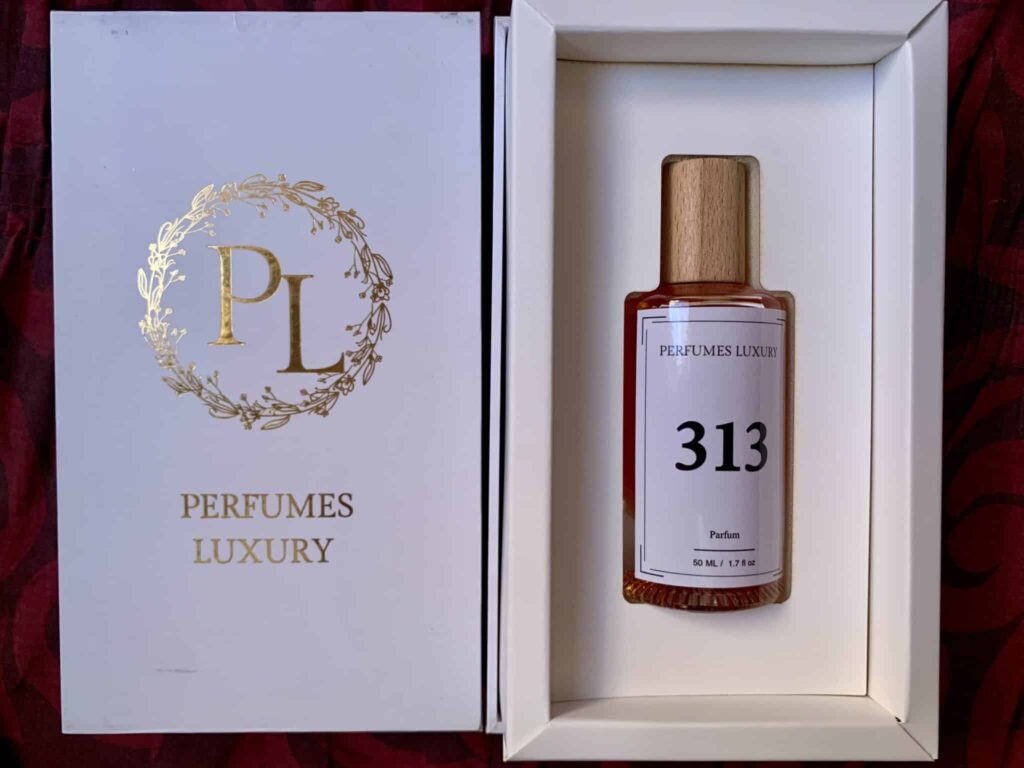 PL
PERFUMES
LUXURY
PERFUMES LUXURY
313
Parfum
50 ML / 1.7 fl oz